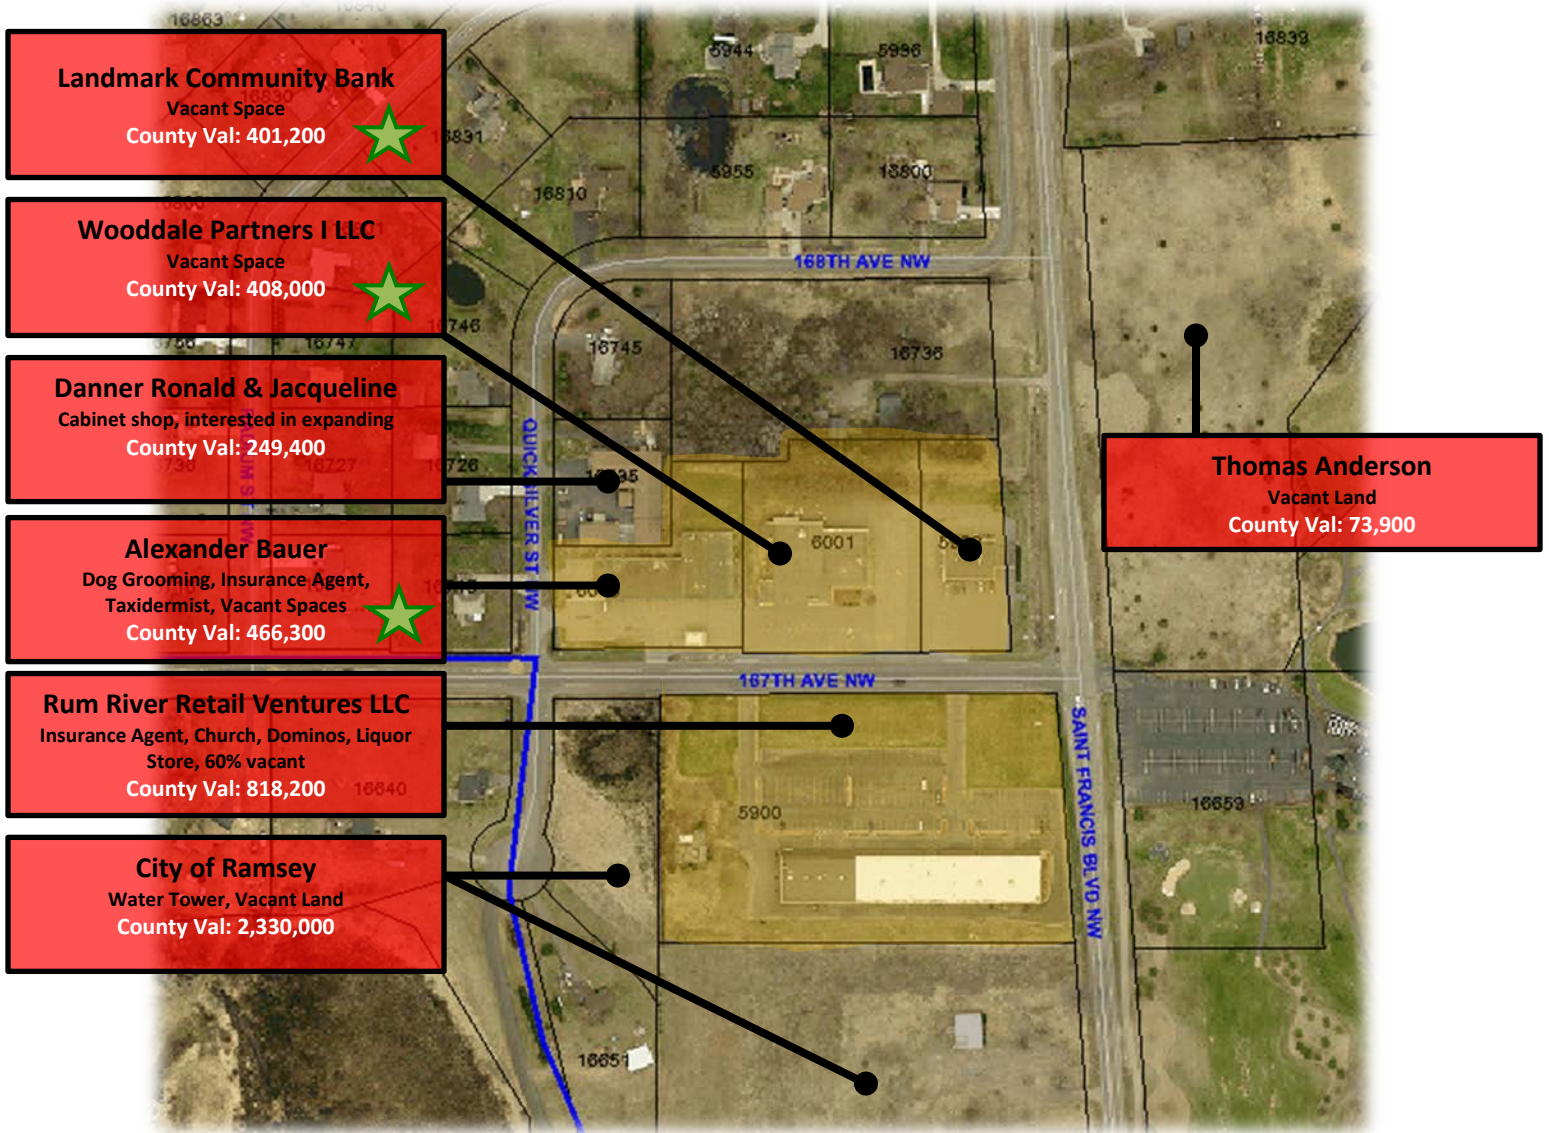 16863
5944
5936
16839
Landmark Community Bank
Vacant Space
County Val: 401,200
16830
16831
16810
5955
16800
Wooddale Partners I LLC
Vacant Space
County Val: 408,000
168TH AVE NW
16746
16747
16745
16736
Danner Ronald & Jacqueline
Cabinet shop, interested in expanding
County Val: 249,400
16727
16726
QUICKSILVER ST NW
Thomas Anderson
Vacant Land
County Val: 73,900
Alexander Bauer
Dog Grooming, Insurance Agent,
Taxidermist, Vacant Spaces
County Val: 466,300
6001
167TH AVE NW
Rum River Retail Ventures LLC
Insurance Agent, Church, Dominos, Liquor
Store, 60% vacant
County Val: 818,200
16640
5900
SAINT FRANCIS BLVD NW
16659
City of Ramsey
Water Tower, Vacant Land
County Val: 2,330,000
16651